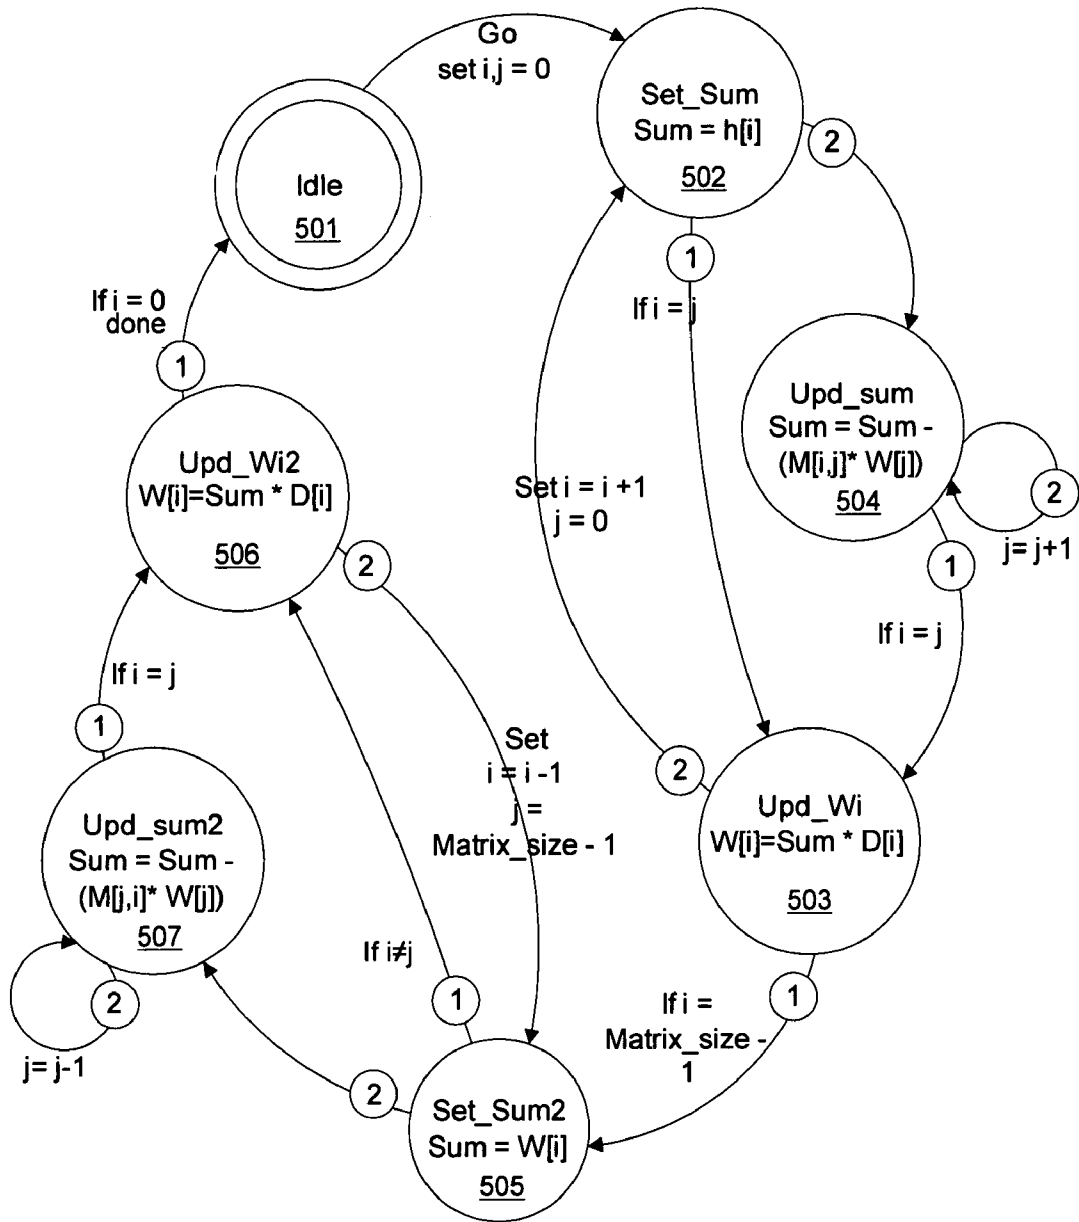 Go
set i,j = 0
Set_Sum
Sum = h[i]
502
2
1
If i = j
Idle
501
If i = 0
done
1
Upd_sum
Sum = Sum -
(M[i,j]* W[j])
504
2
j= j+1
1
If i = j
Upd_Wi2
W[i]=Sum * D[i]
506
2
Set i = i +1
j = 0
If i = j
1
Set
i = i -1
j =
Matrix_size - 1
2
Upd_Wi
W[i]=Sum * D[i]
503
Upd_sum2
Sum = Sum -
(M[j,i]* W[j])
507
2
j= j-1
If i≠j
1
1
If i =
Matrix_size -
1
2
Set_Sum2
Sum = W[i]
505